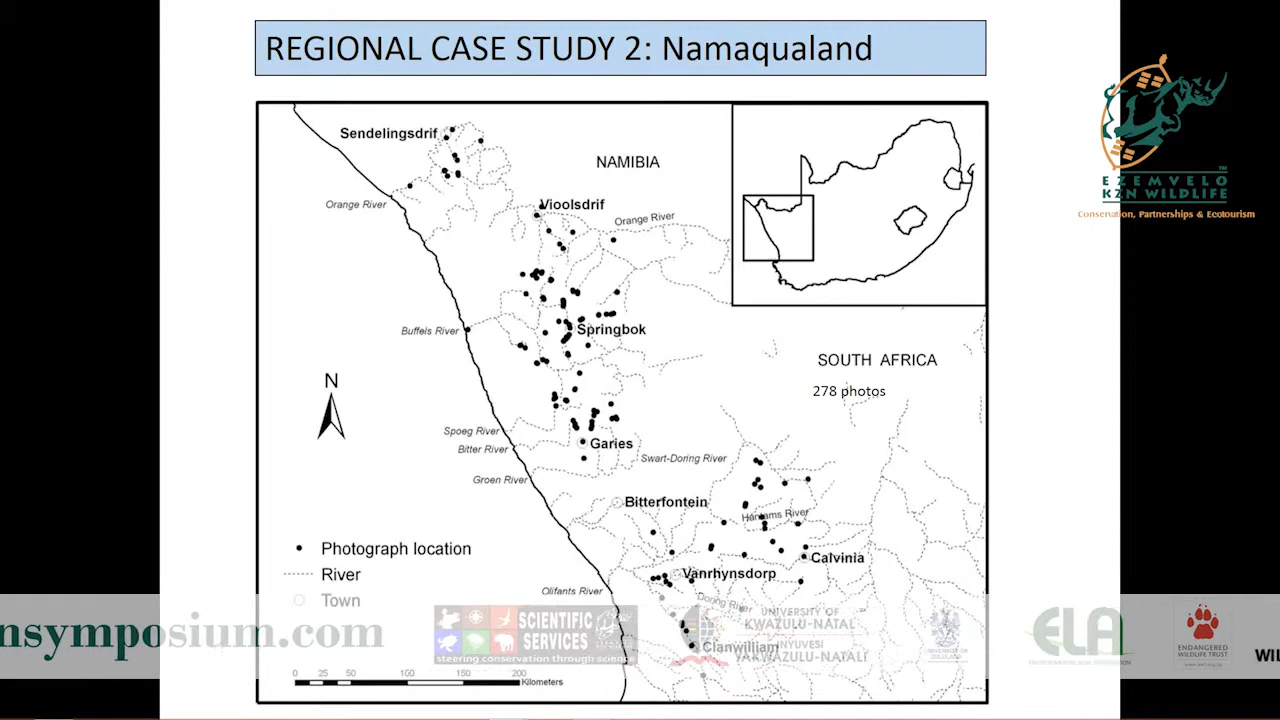 REGIONAL CASE STUDY 2: Namaqualand
Sendelingsdrif
NAMIBIA
Orange River
Vioolsdrif
Orange River
Buffels River
Springbok
SOUTH AFRICA
278 photos
N
Spoeg River
Garies
Bitter River
Swart-Doring River
Groen River
Bitterfontein
Hantams River
Photograph location
River
Town
Calvinia
Vanrhynsdorp
Olifants River
Doring River
Clanwilliam
0 25 50 100 150 200
Kilometers
EZEMVELO
KZN WILDLIFE
TM
Conservation, Partnerships & Ecotourism
nsymposium.com
SCIENTIFIC
SERVICES
steering conservation through science
UNIVERSITY OF
KWAZULU-NATAL
INYUVESI
YAKWAZULU-NATALI
ELA
ENDANGERED
WILDLIFE TRUST
WIL